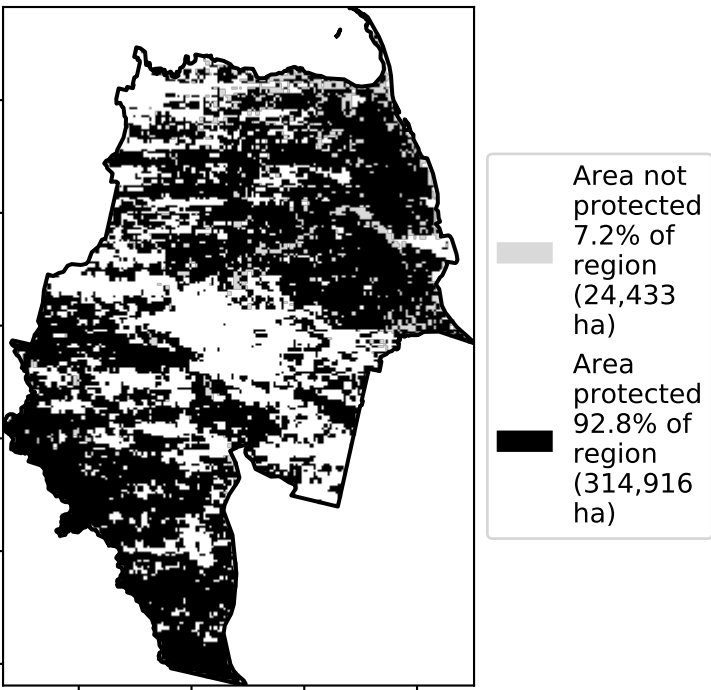 Area not
protected
7.2% of
region
(24,433
ha)
Area
protected
92.8% of
region
(314,916
ha)